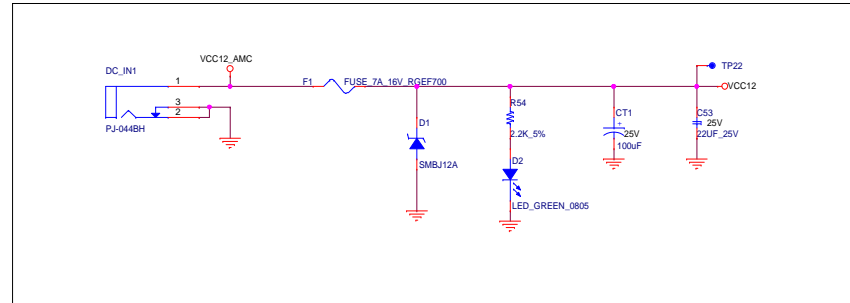 VCC12_AMC
TP22
DC_IN1
1
F1
FUSE_7A_16V_RGEF700
VCC12
3
2
PJ-044BH
D1
SMBJ12A
R54
2.2K_5%
D2
LED_GREEN_0805
CT1
+
25V
100uF
C53
25V
22UF_25V